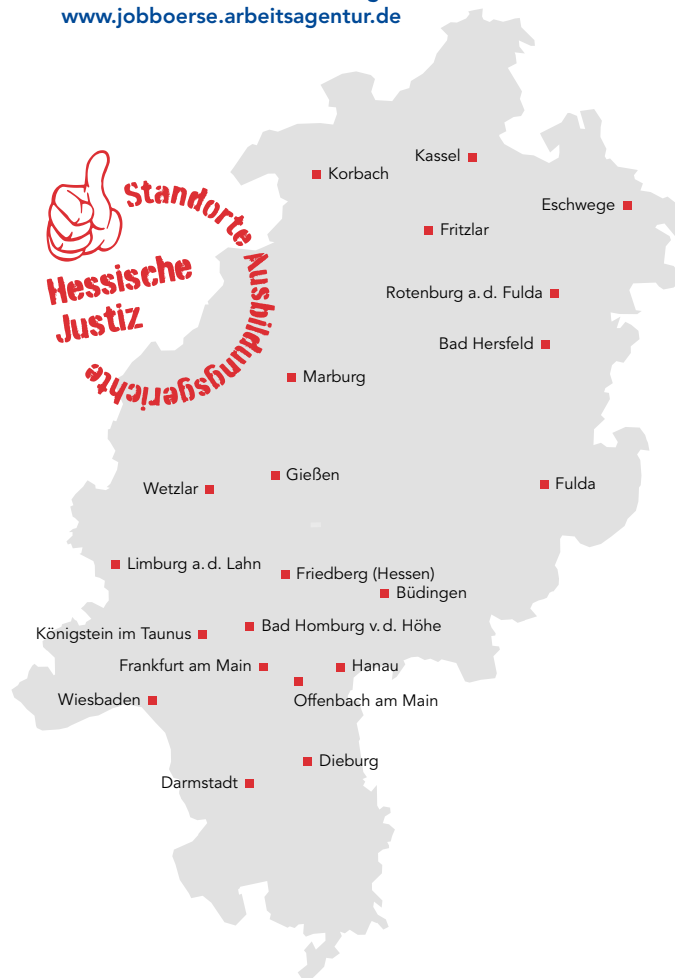 www.jobboerse.arbeitsagentur.de
Standorte Ausbildungsgerichte
Hessische
Justiz
Kassel
Korbach
Eschwege
Fritzlar
Rotenburg a. d. Fulda
Bad Hersfeld
Marburg
Gießen
Wetzlar
Fulda
Limburg a. d. Lahn
Friedberg (Hessen)
Büdingen
Bad Homburg v. d. Höhe
Königstein im Taunus
Frankfurt am Main
Hanau
Wiesbaden
Offenbach am Main
Dieburg
Darmstadt